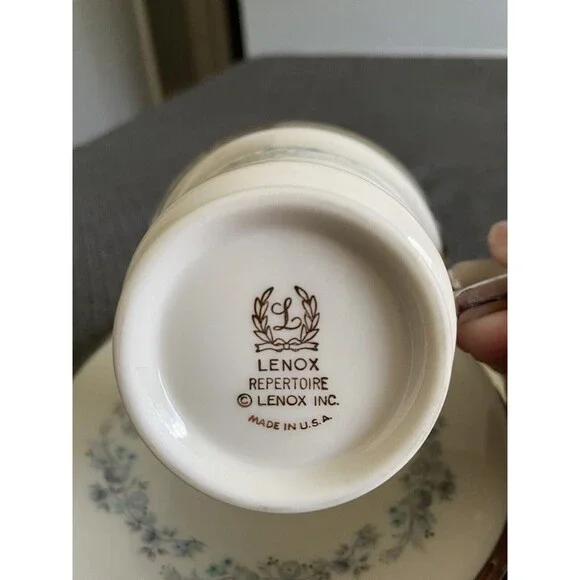 L
LENOX
REPERTOIRE
© LENOX INC.
MADE IN U.S.A.